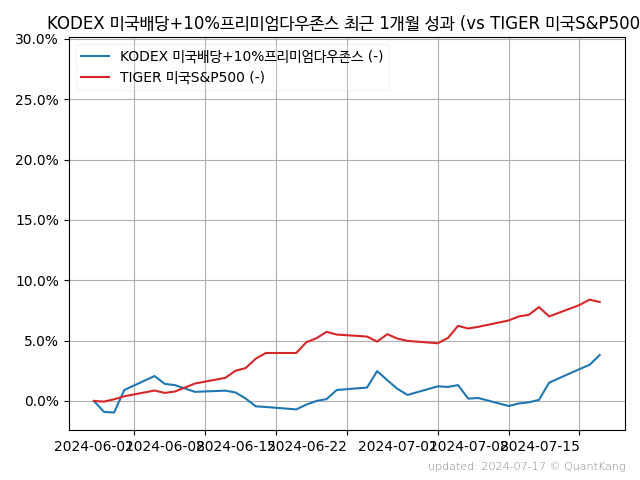 KODEX 미국배당+10%프리미엄다우존스 최근 1개월 성과 (vs TIGER 미국S&P500
30.0%
KODEX 미국배당+10%프리미엄다우존스 (-)
TIGER 미국S&P500 (-)
25.0%
20.0%
15.0%
10.0%
5.0%
0.0%
2024-06-01 2024-06-08 2024-06-15 2024-06-22 2024-07-01 2024-07-08 2024-07-15
updated: 2024-07-17 © QuantKang